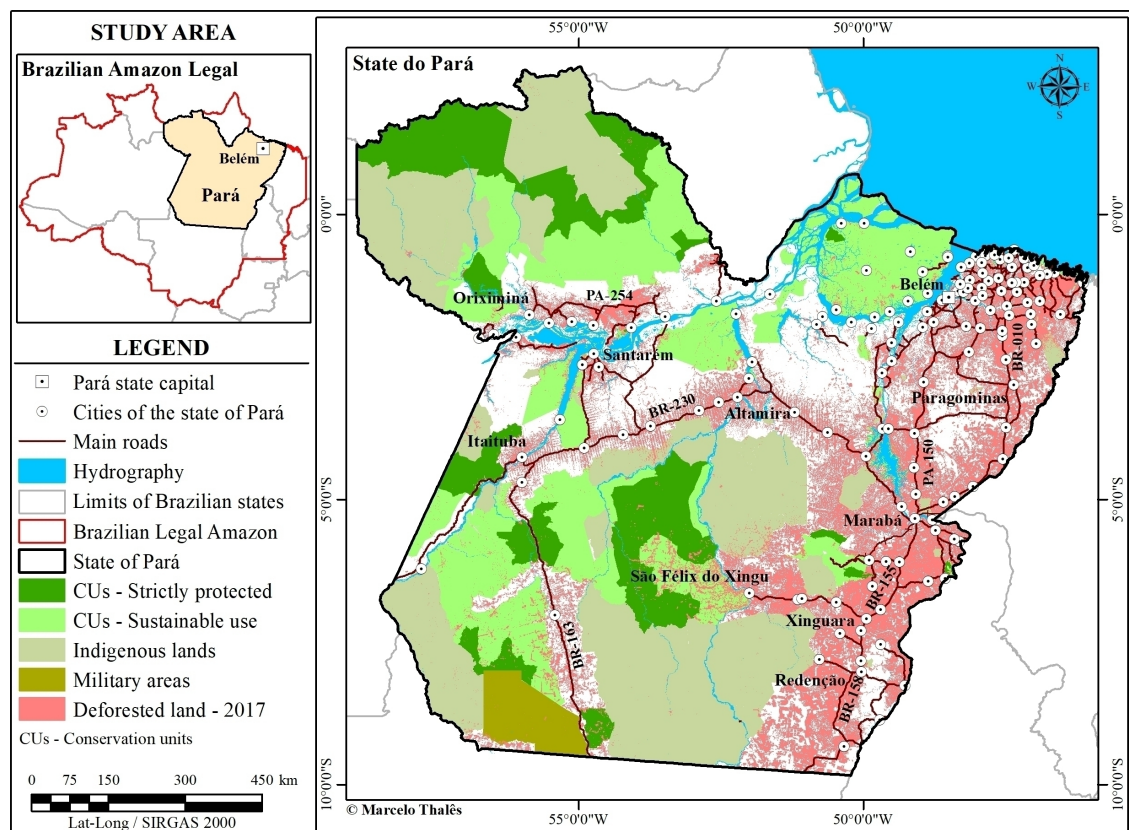 STUDY AREA
Brazilian Amazon Legal
Belém
Pará
LEGEND
Pará state capital
Cities of the state of Pará
Main roads
Hydrography
Limits of Brazilian states
Brazilian Legal Amazon
State of Pará
CUs - Strictly protected
CUs - Sustainable use
Indigenous lands
Military areas
Deforested land - 2017
CUs - Conservation units
0 75 150 300 450 km
Lat-Long / SIRGAS 2000
55°0'0"W 50°0'0"W
State do Pará
N
W E
S
0°0'0" 0°0'0"
Belém
Oriximiná
PA-254
BR-010
Santarém
Paragominas
BR-230
Altamira
Itaituba
PA-150
5°0'0"S 5°0'0"S
Marabá
São Félix do Xingu
BR-155
Xinguara
BR-163
Redenção
BR-158
10°0'0"S 10°0'0"S
© Marcelo Thalês
55°0'0"W 50°0'0"W